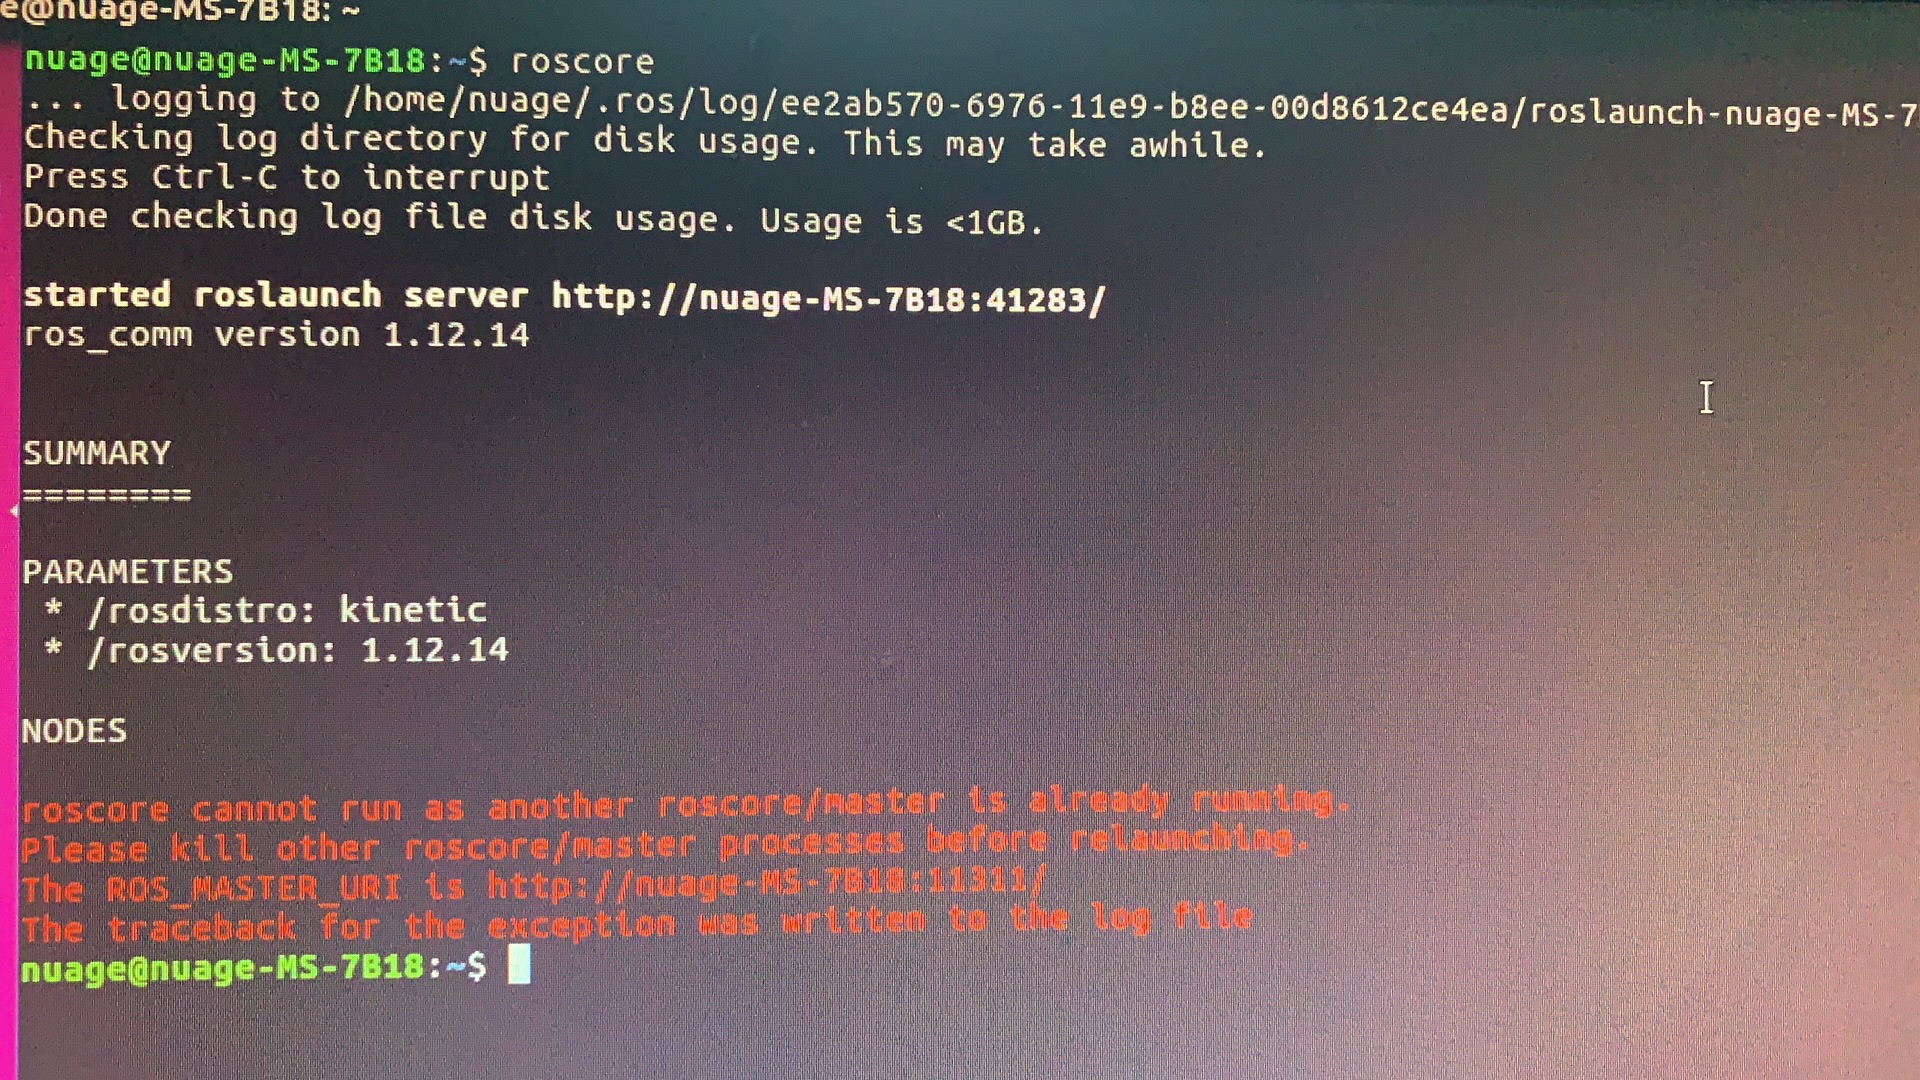 e@nuage-MS-7B18: ~
nuage@nuage-MS-7B18:~$ roscore
... logging to /home/nuage/.ros/log/ee2ab570-6976-11e9-b8ee-00d8612ce4ea/roslaunch-nuage-MS-7
Checking log directory for disk usage. This may take awhile.
Press Ctrl-C to interrupt
Done checking log file disk usage. Usage is <1GB.
started roslaunch server http://nuage-MS-7B18:41283/
ros_comm version 1.12.14
SUMMARY
========
PARAMETERS
* /rosdistro: kinetic
* /rosversion: 1.12.14
NODES
roscore cannot run as another roscore/master is already running.
Please kill other roscore/master processes before relaunching.
The ROS_MASTER_URI is http://nuage-MS-7B18:11311/
The traceback for the exception was written to the log file
nuage@nuage-MS-7B18:~$